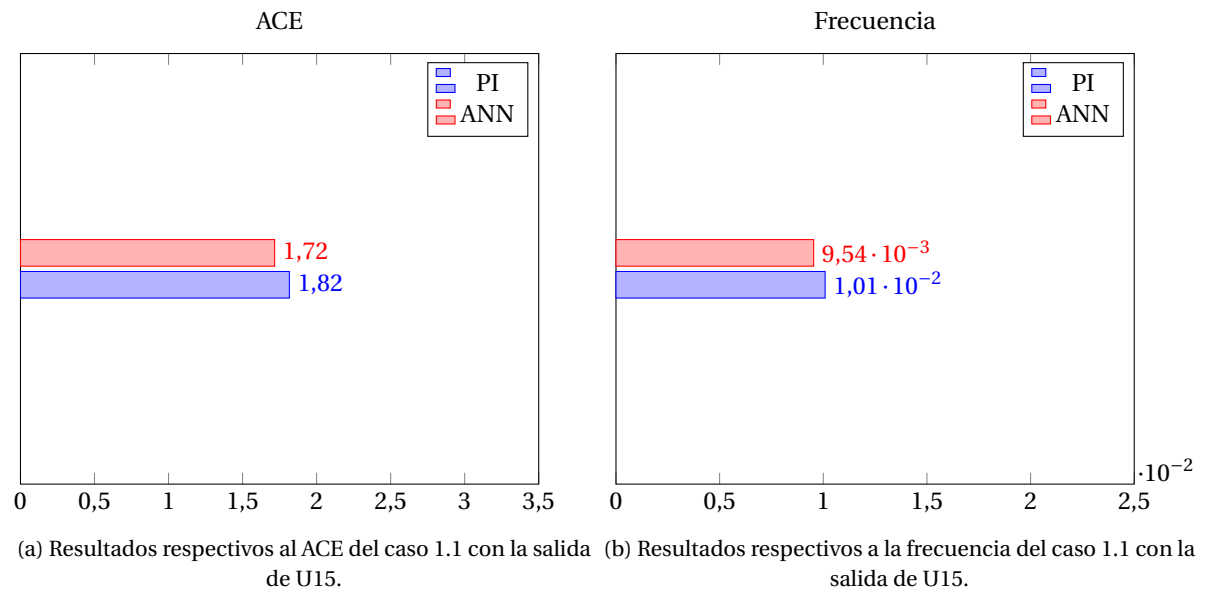 ACE
PI
ANN
1,72
1,82
0 0,5 1 1,5 2 2,5 3 3,5
(a) Resultados respectivos al ACE del caso 1.1 con la salida
de U15.
Frecuencia
PI
ANN
9,54 · 10⁻³
1,01 · 10⁻²
·10⁻²
0 0,5 1 1,5 2 2,5
(b) Resultados respectivos a la frecuencia del caso 1.1 con la
salida de U15.